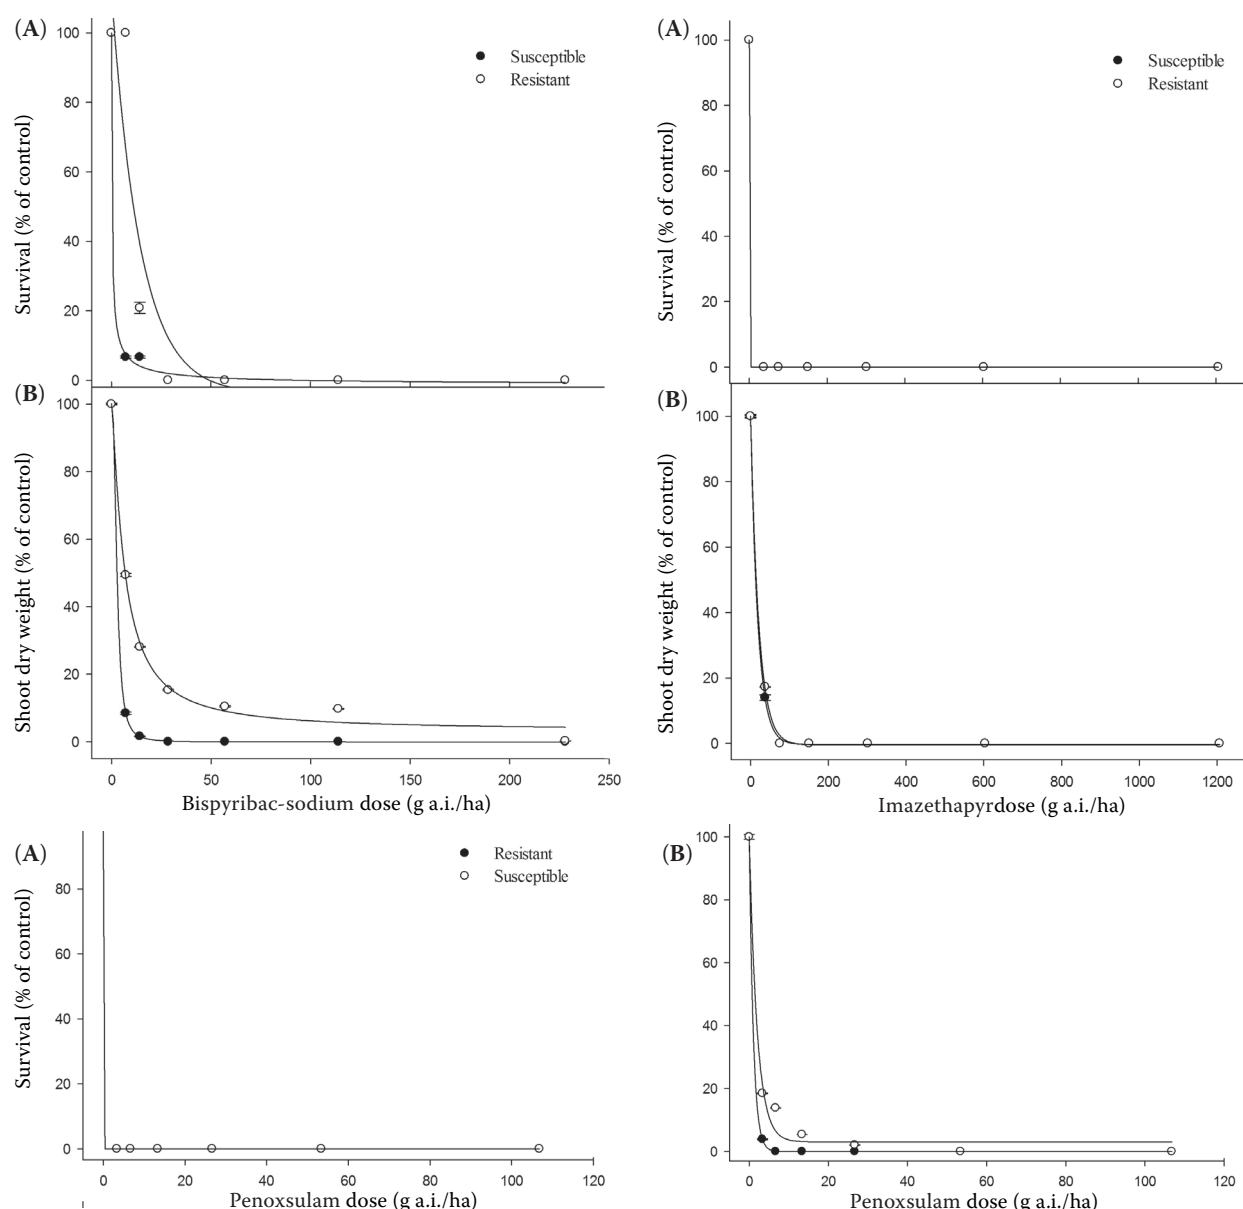 (A)
100
80
60
40
20
0
Survival (% of control)
Susceptible
Resistant
(B)
100
80
60
40
20
0
Shoot dry weight (% of control)
0 50 100 150 200 250
Bispyribac-sodium dose (g a.i./ha)
(A)
100
80
60
40
20
0
Survival (% of control)
Susceptible
Resistant
(B)
100
80
60
40
20
0
Shoot dry weight (% of control)
0 200 400 600 800 1000 1200
Imazethapyrdose (g a.i./ha)
(A)
80
60
40
20
0
Survival (% of control)
Resistant
Susceptible
0 20 40 60 80 100 120
Penoxsulam dose (g a.i./ha)
(B)
100
80
60
40
20
0
0 20 40 60 80 100 120
Penoxsulam dose (g a.i./ha)